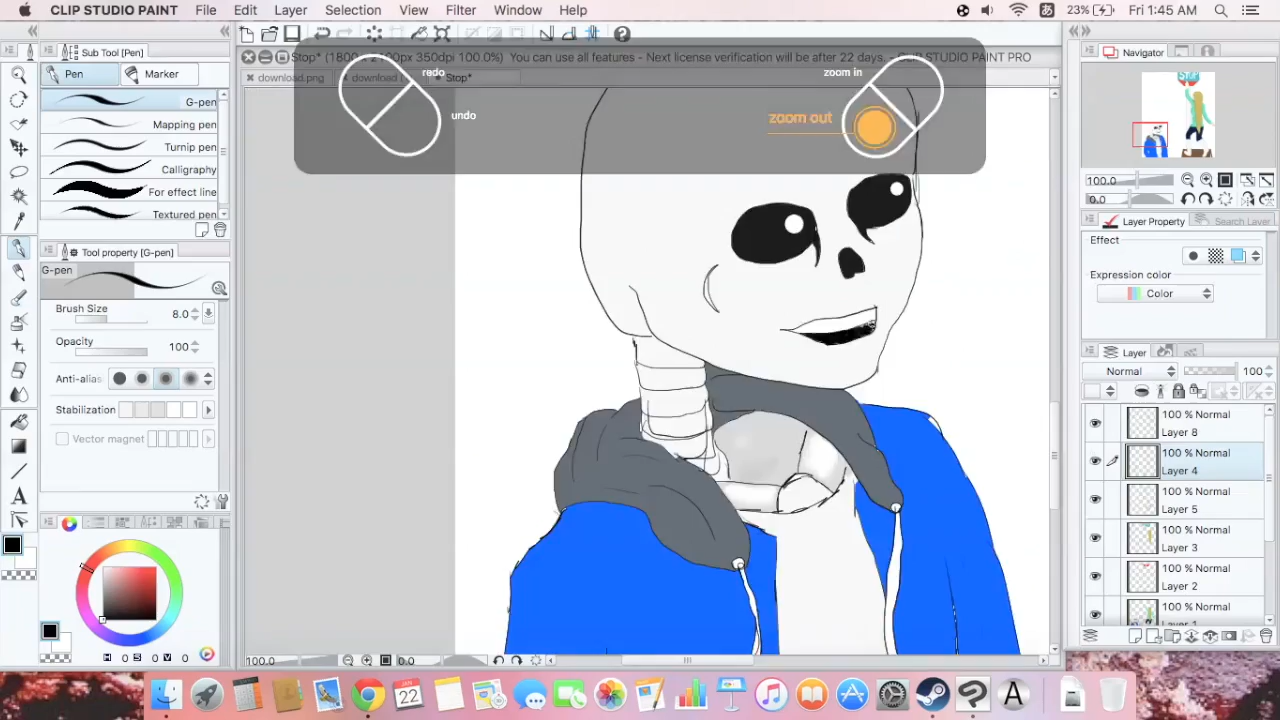 CLIP STUDIO PAINT File Edit Layer Selection View Filter Window Help 23% Fri 1:45 AM
Sub Tool [Pen]
Pen Marker
G-pen
Mapping pen
Turnip pen
Calligraphy
For effect line
Textured pen
Tool property [G-pen]
G-pen
Brush Size 8.0
Opacity 100
Anti-alias
Stabilization
Vector magnet
H 0 S 0 V 0
Stop* (1800 x 2100px 350dpi 100.0%) You can use all features - Next license verification will be after 22 days. - CLIP STUDIO PAINT PRO
download.png download ( Stop*
redo
undo
zoom in
zoom out
100.0 0.0
Navigator
STOP
100.0
0.0
Layer Property Search Layer
Effect
Expression color
Color
Layer
Normal 100
100 % Normal
Layer 8
100 % Normal
Layer 4
100 % Normal
Layer 5
100 % Normal
Layer 3
100 % Normal
Layer 2
100 % Normal
Layer 1
22